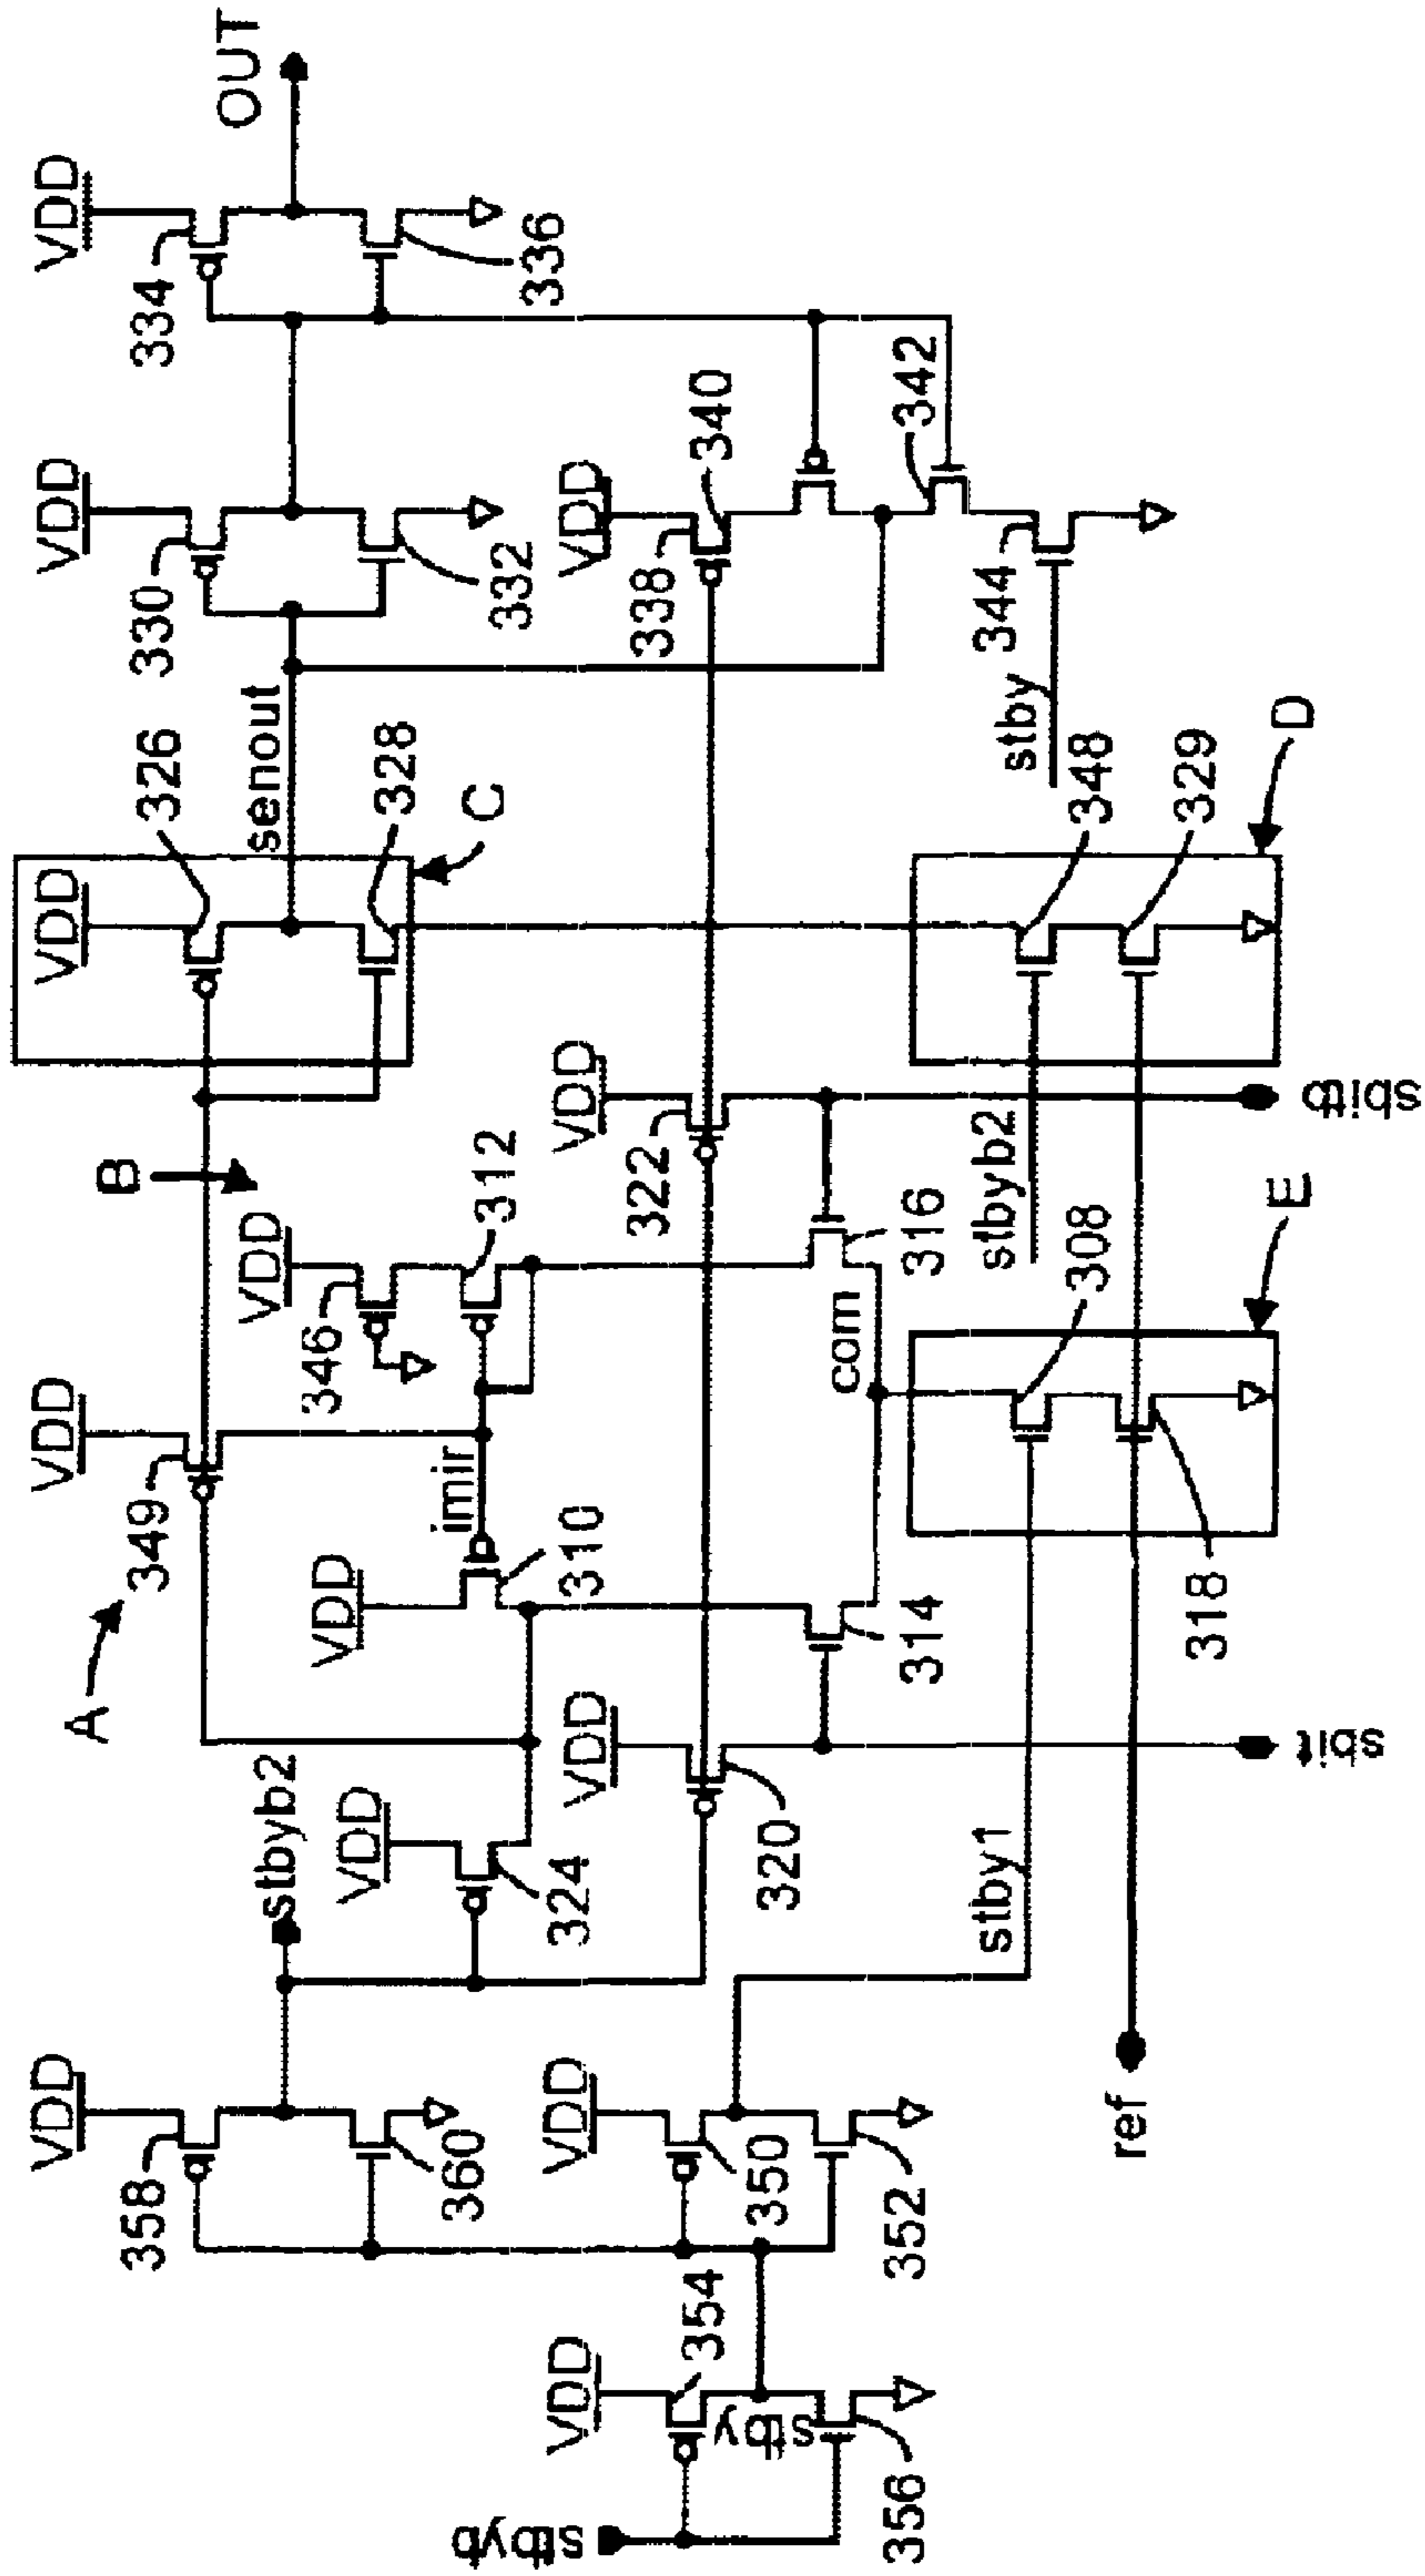 VDD
VDD
VDD
VDD
VDD
334
OUT
330
326
349
A
B
358
stbyb2
senout
336
332
C
328
VDD
346
312
360
VDD
324
VDD
310
imir
VDD
338
340
VDD
322
VDD
320
VDD
350
VDD
354
342
316
com
314
352
stbyb
stby
356
344
stby
stbyb2
348
329
D
308
E
stby1
318
ref
sbitb
sbit